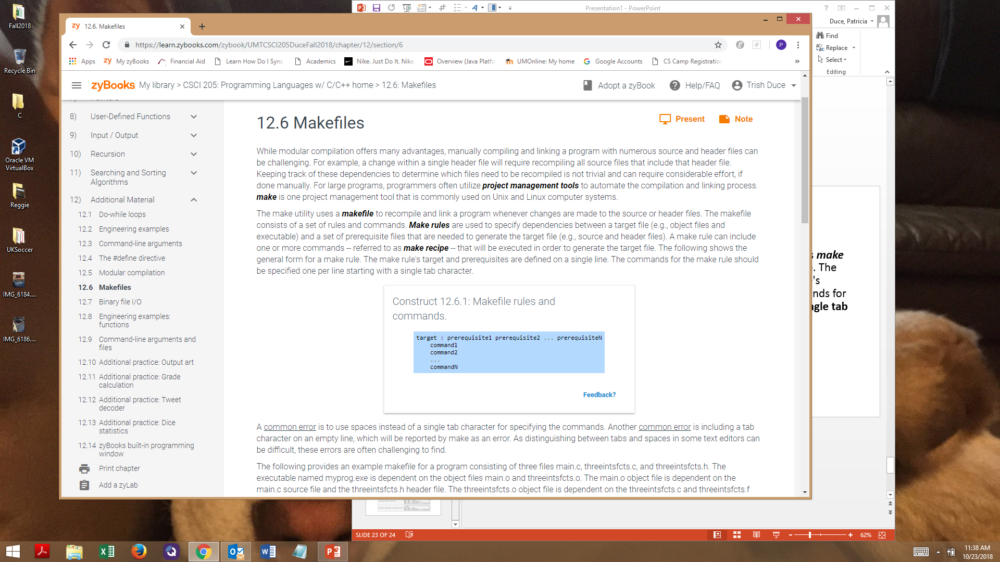 Fall2018
Recycle Bin
C
Oracle VM
VirtualBox
Reggie
UKSoccer
IMG_6184....
IMG_6186....
Presentation1 - PowerPoint
Duce, Patricia
Find
Replace
Select
Editing
zy 12.6. Makefiles
https://learn.zybooks.com/zybook/UMTCSCI205DuceFall2018/chapter/12/section/6
P
Apps
zy My zyBooks
Financial Aid
Learn How Do I Sync
Academics
Nike. Just Do It. Nike
Overview (Java Platfo
UMOnline: My home
Google Accounts
CS Camp Registration
»
zyBooks My library > CSCI 205: Programming Languages w/ C/C++ home > 12.6: Makefiles
Adopt a zyBook
Help/FAQ
Trish Duce
8) User-Defined Functions
9) Input / Output
10) Recursion
11) Searching and Sorting
Algorithms
12) Additional Material
12.1 Do-while loops
12.2 Engineering examples
12.3 Command-line arguments
12.4 The #define directive
12.5 Modular compilation
12.6 Makefiles
12.7 Binary file I/O
12.8 Engineering examples:
functions
12.9 Command-line arguments and
files
12.10 Additional practice: Output art
12.11 Additional practice: Grade
calculation
12.12 Additional practice: Tweet
decoder
12.13 Additional practice: Dice
statistics
12.14 zyBooks built-in programming
window
Print chapter
Add a zyLab
12.6 Makefiles
Present
Note
While modular compilation offers many advantages, manually compiling and linking a program with numerous source and header files can
be challenging. For example, a change within a single header file will require recompiling all source files that include that header file.
Keeping track of these dependencies to determine which files need to be recompiled is not trivial and can require considerable effort, if
done manually. For large programs, programmers often utilize project management tools to automate the compilation and linking process.
make is one project management tool that is commonly used on Unix and Linux computer systems.
The make utility uses a makefile to recompile and link a program whenever changes are made to the source or header files. The makefile
consists of a set of rules and commands. Make rules are used to specify dependencies between a target file (e.g., object files and
executable) and a set of prerequisite files that are needed to generate the target file (e.g., source and header files). A make rule can include
one or more commands -- referred to as make recipe -- that will be executed in order to generate the target file. The following shows the
general form for a make rule. The make rule's target and prerequisites are defined on a single line. The commands for the make rule should
be specified one per line starting with a single tab character.
Construct 12.6.1: Makefile rules and
commands.
target : prerequisite1 prerequisite2 ... prerequisiteN
command1
command2
...
commandN
Feedback?
A common error is to use spaces instead of a single tab character for specifying the commands. Another common error is including a tab
character on an empty line, which will be reported by make as an error. As distinguishing between tabs and spaces in some text editors can
be difficult, these errors are often challenging to find.
The following provides an example makefile for a program consisting of three files main.c, threeintsfcts.c, and threeintsfcts.h. The
executable named myprog.exe is dependent on the object files main.o and threeintsfcts.o. The main.o object file is dependent on the
main.c source file and the threeintsfcts.h header file. The threeintsfcts.o object file is dependent on the threeintsfcts.c and threeintsfcts.f
make
. The
's
nds for
gle tab
SLIDE 23 OF 24
62%
11:38 AM
10/23/2018